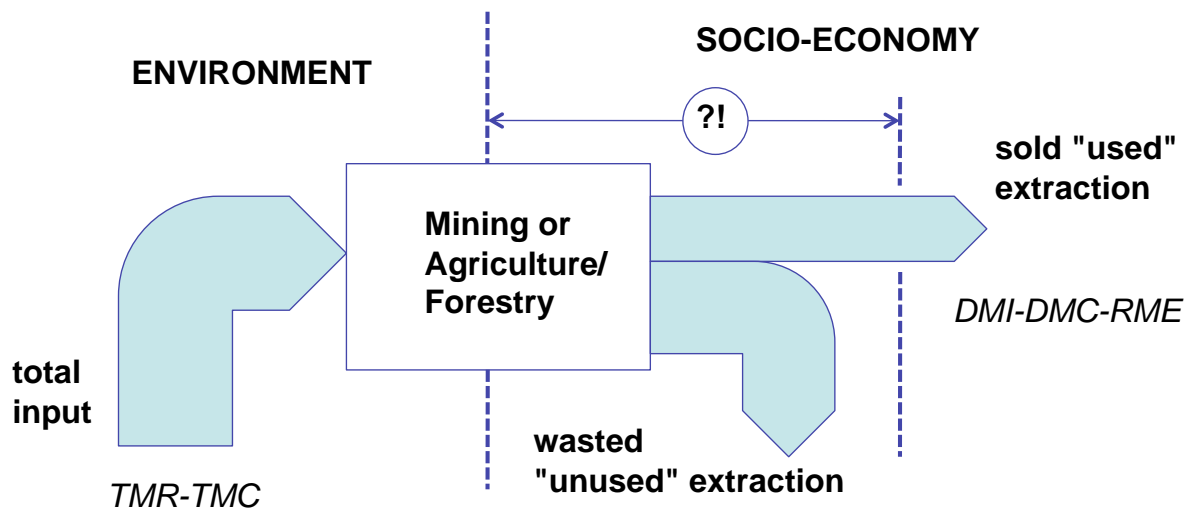 SOCIO-ECONOMY
ENVIRONMENT
?!
sold "used"
extraction
Mining or
Agriculture/
Forestry
DMI-DMC-RME
total
input
wasted
"unused" extraction
TMR-TMC